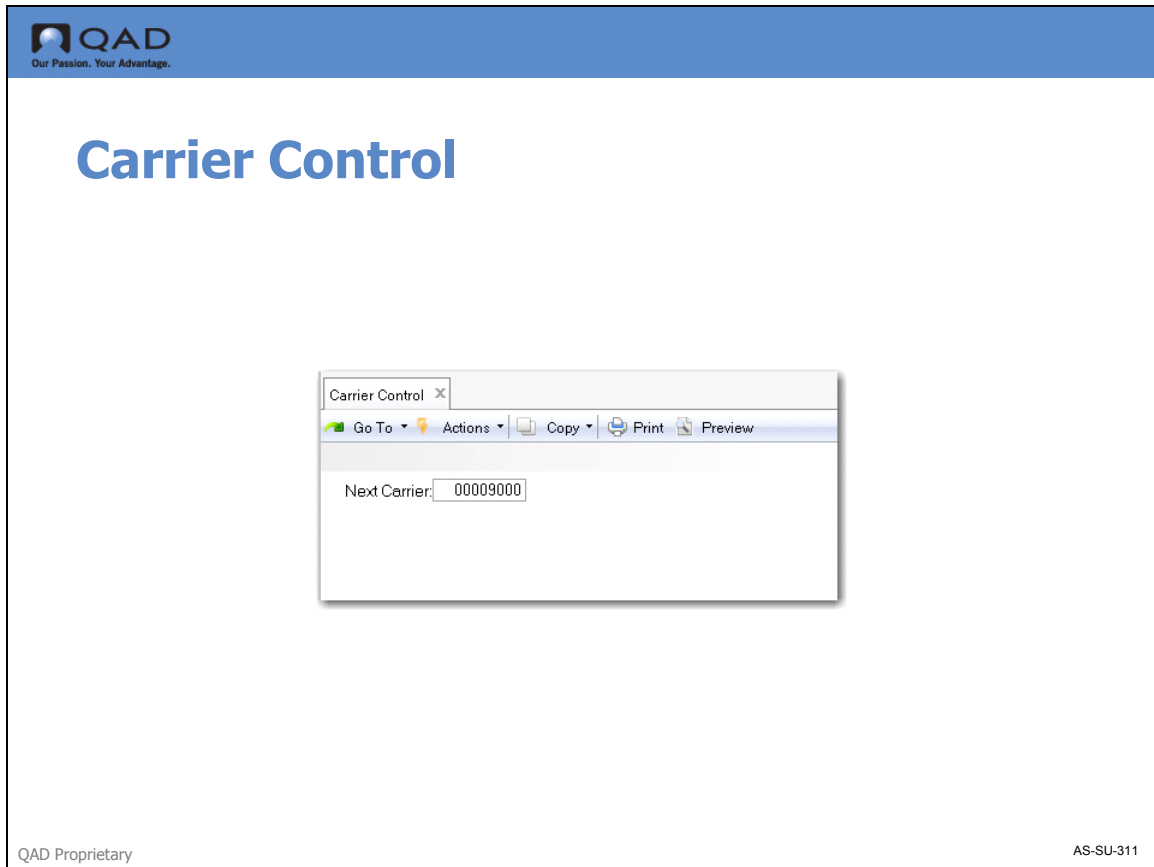 QAD
Our Passion. Your Advantage.
Carrier Control
Carrier Control
Go To Actions Copy Print Preview
Next Carrier: 00009000
QAD Proprietary
AS-SU-311